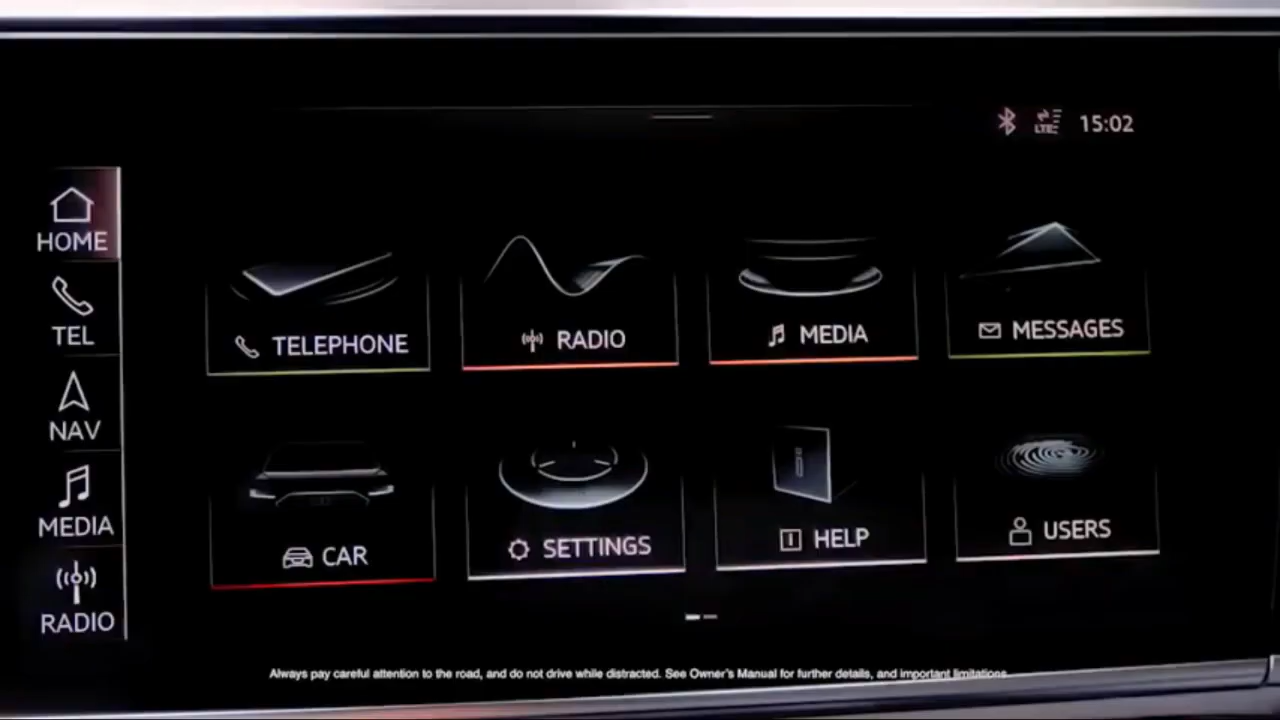 LTE 15:02
HOME
TEL
NAV
MEDIA
RADIO
TELEPHONE RADIO MEDIA MESSAGES
CAR SETTINGS HELP USERS
Always pay careful attention to the road, and do not drive while distracted. See Owner's Manual for further details, and important limitations.